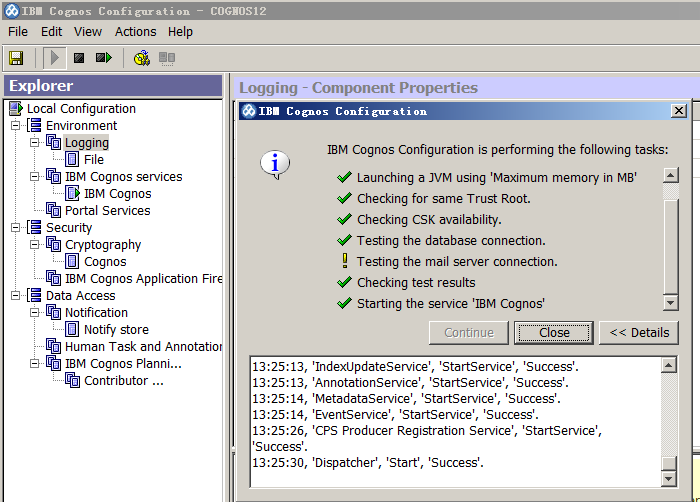 IBM Cognos Configuration - COGNOS12
File Edit View Actions Help
Explorer
Local Configuration
Environment
Logging
File
IBM Cognos services
IBM Cognos
Portal Services
Security
Cryptography
Cognos
IBM Cognos Application Fire
Data Access
Notification
Notify store
Human Task and Annotation
IBM Cognos Planni...
Contributor ...
Logging - Component Properties
IBM Cognos Configuration
IBM Cognos Configuration is performing the following tasks:
Launching a JVM using 'Maximum memory in MB'
Checking for same Trust Root.
Checking CSK availability.
Testing the database connection.
Testing the mail server connection.
Checking test results
Starting the service 'IBM Cognos'
Continue Close << Details
13:25:13, 'IndexUpdateService', 'StartService', 'Success'.
13:25:13, 'AnnotationService', 'StartService', 'Success'.
13:25:14, 'MetadataService', 'StartService', 'Success'.
13:25:14, 'EventService', 'StartService', 'Success'.
13:25:26, 'CPS Producer Registration Service', 'StartService',
'Success'.
13:25:30, 'Dispatcher', 'Start', 'Success'.